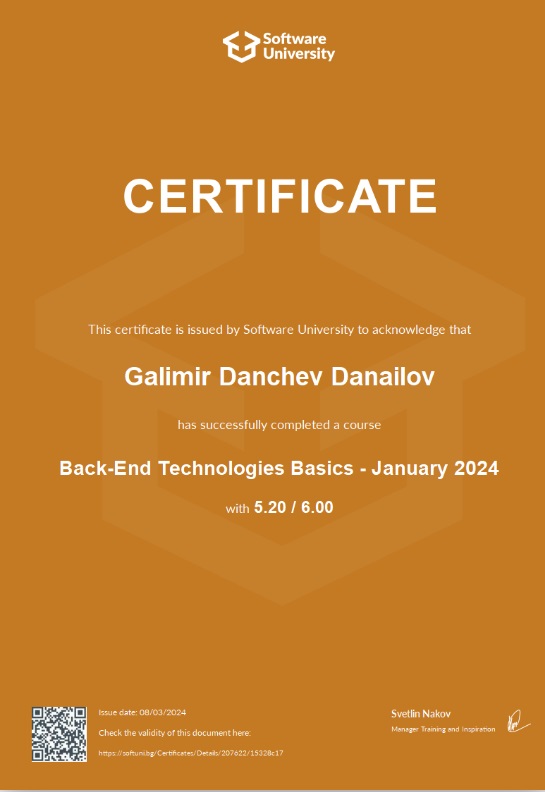 Software
University
CERTIFICATE
This certificate is issued by Software University to acknowledge that
Galimir Danchev Danailov
has successfully completed a course
Back-End Technologies Basics - January 2024
with 5.20 / 6.00
Issue date: 08/03/2024
Check the validity of this document here:
https://softuni.bg/Certificates/Details/207622/15328c17
Svetlin Nakov
Manager Training and Inspiration